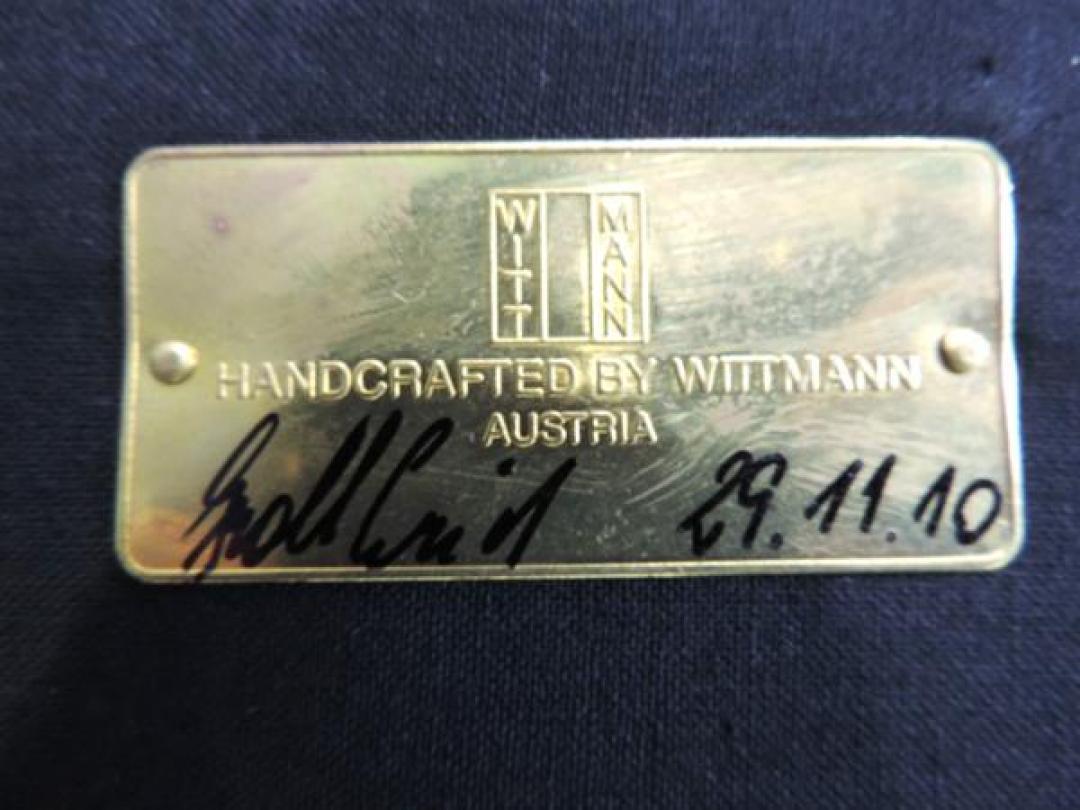 WITT MANN
HANDCRAFTED BY WITTMANN
AUSTRIA
29.11.10